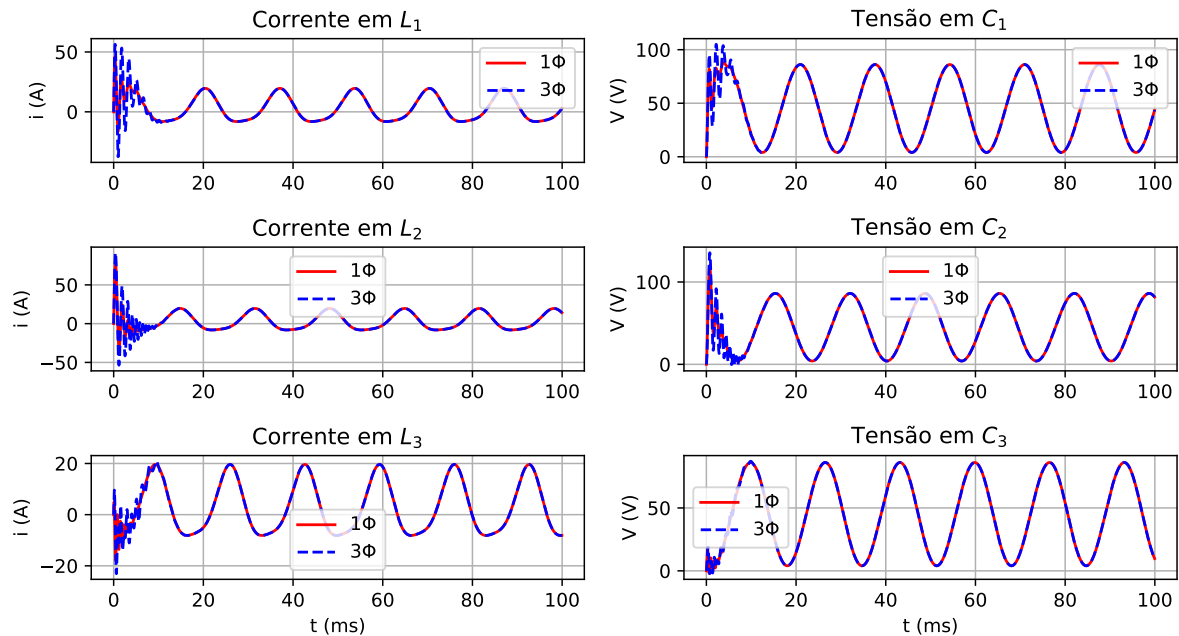 Corrente em L₁
i (A)
50
0
1Φ
3Φ
0 20 40 60 80 100
Tensão em C₁
V (V)
100
50
0
1Φ
3Φ
0 20 40 60 80 100
Corrente em L₂
i (A)
50
0
−50
1Φ
3Φ
0 20 40 60 80 100
Tensão em C₂
V (V)
100
0
1Φ
3Φ
0 20 40 60 80 100
Corrente em L₃
i (A)
20
0
−20
1Φ
3Φ
0 20 40 60 80 100
t (ms)
Tensão em C₃
V (V)
50
0
1Φ
3Φ
0 20 40 60 80 100
t (ms)